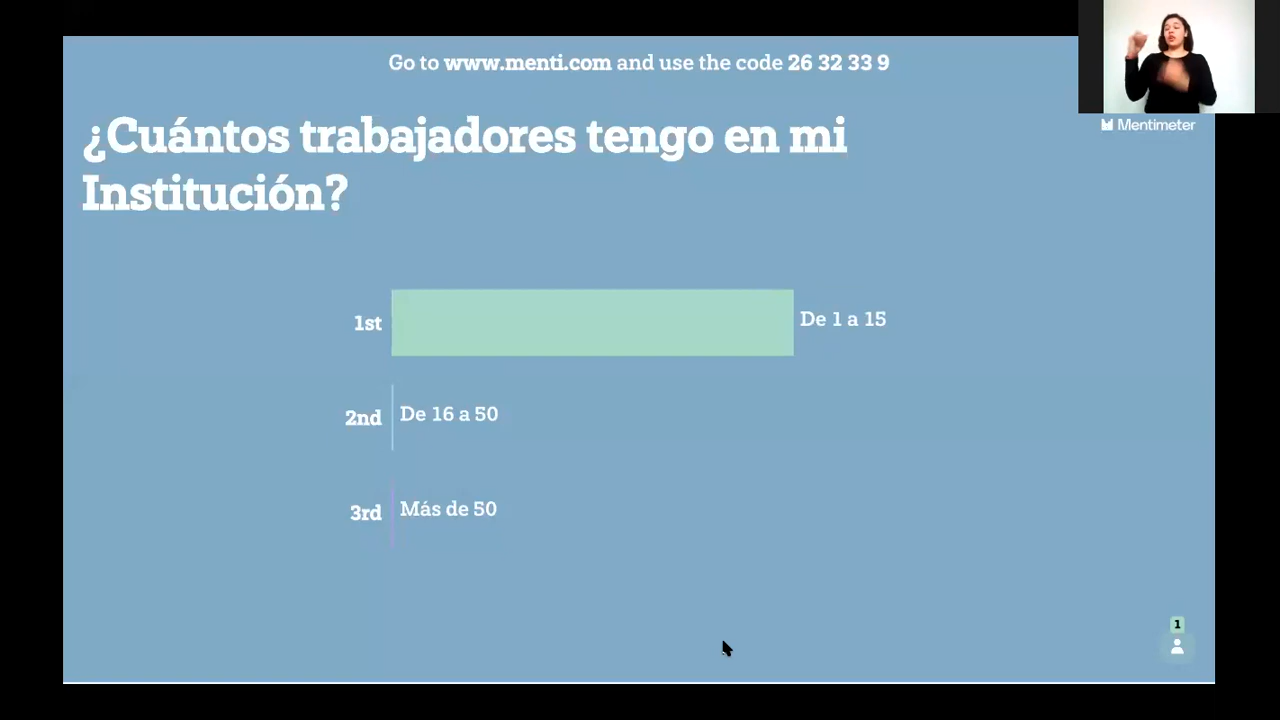 Go to www.menti.com and use the code 26 32 33 9
Mentimeter
¿Cuántos trabajadores tengo en mi
Institución?
1st
De 1 a 15
2nd
De 16 a 50
3rd
Más de 50
1